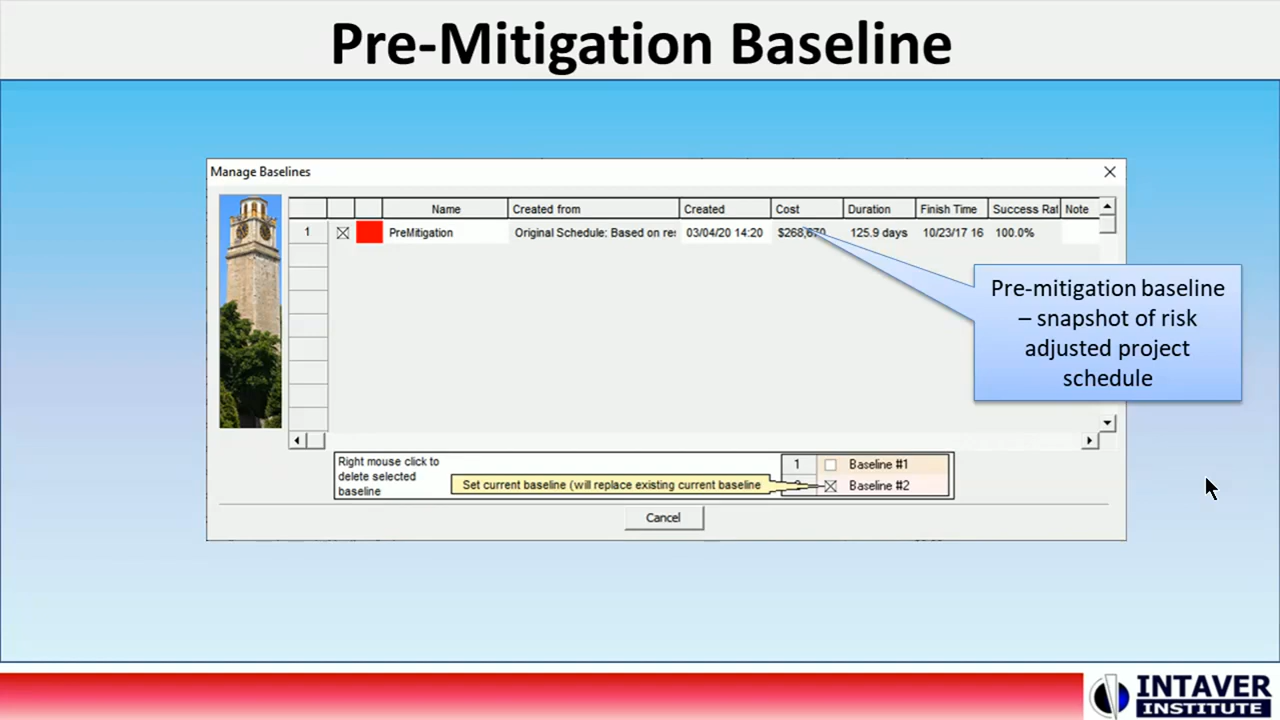 Pre-Mitigation Baseline
Manage Baselines
Name Created from Created Cost Duration Finish Time Success Rat Note
1 PreMitigation Original Schedule: Based on res 03/04/20 14:20 $268,670 125.9 days 10/23/17 16 100.0%
Pre-mitigation baseline
– snapshot of risk
adjusted project
schedule
Right mouse click to
delete selected
baseline
Set current baseline (will replace existing current baseline
1 Baseline #1
Baseline #2
Cancel
INTAVER
INSTITUTE